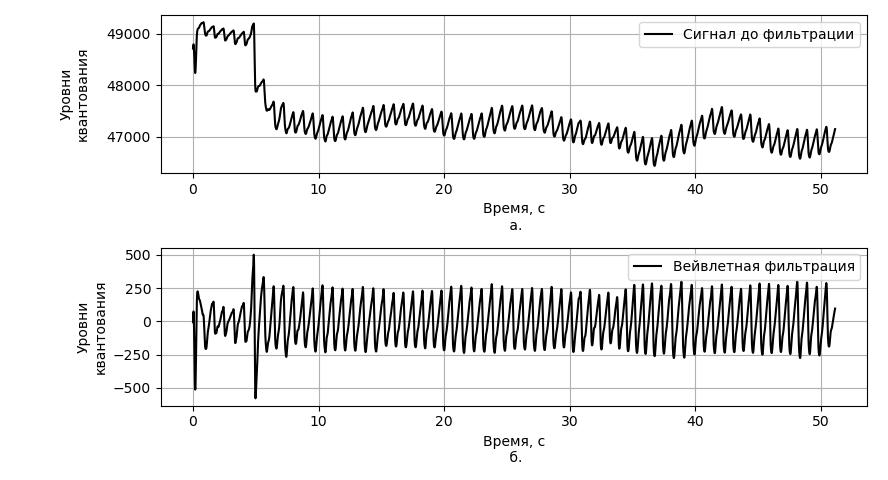 Уровни
квантования
49000
48000
47000
Сигнал до фильтрации
0
10
20
30
40
50
Время, с
а.
Уровни
квантования
500
250
0
−250
−500
Вейвлетная фильтрация
0
10
20
30
40
50
Время, с
б.